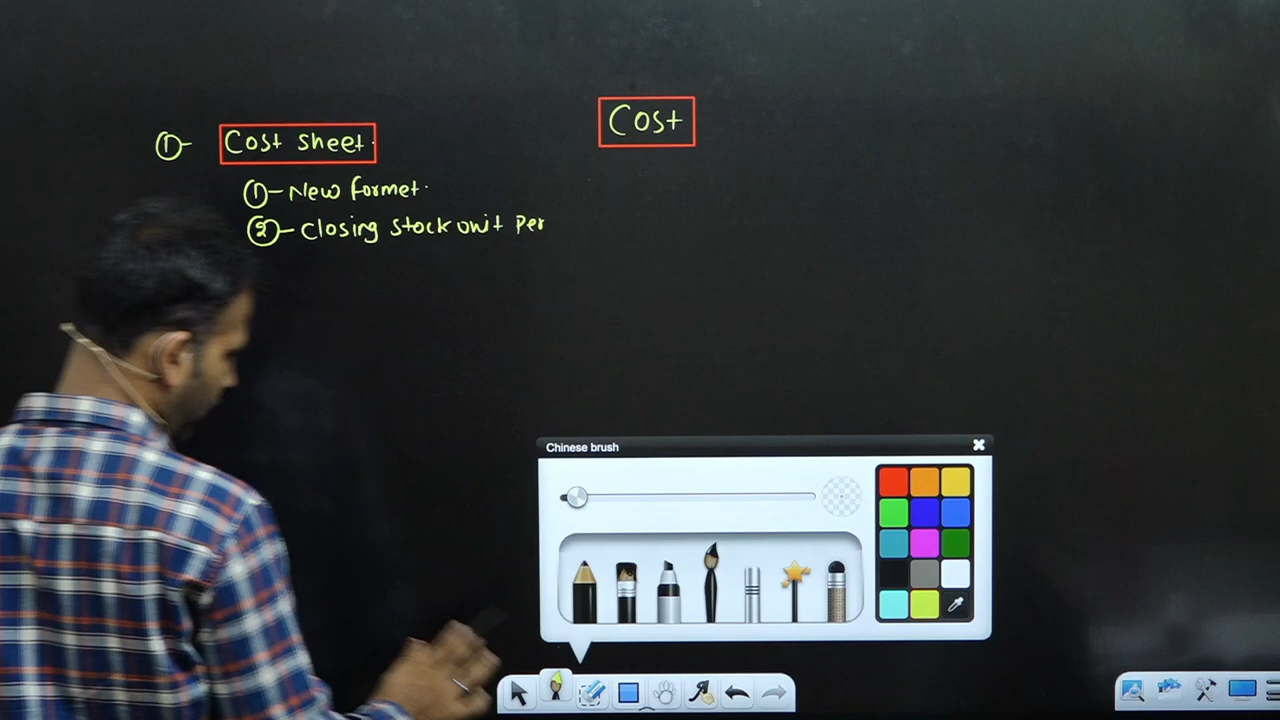 Cost
①- Cost sheet.
①- New formet.
②- closing stock unit per
Chinese brush